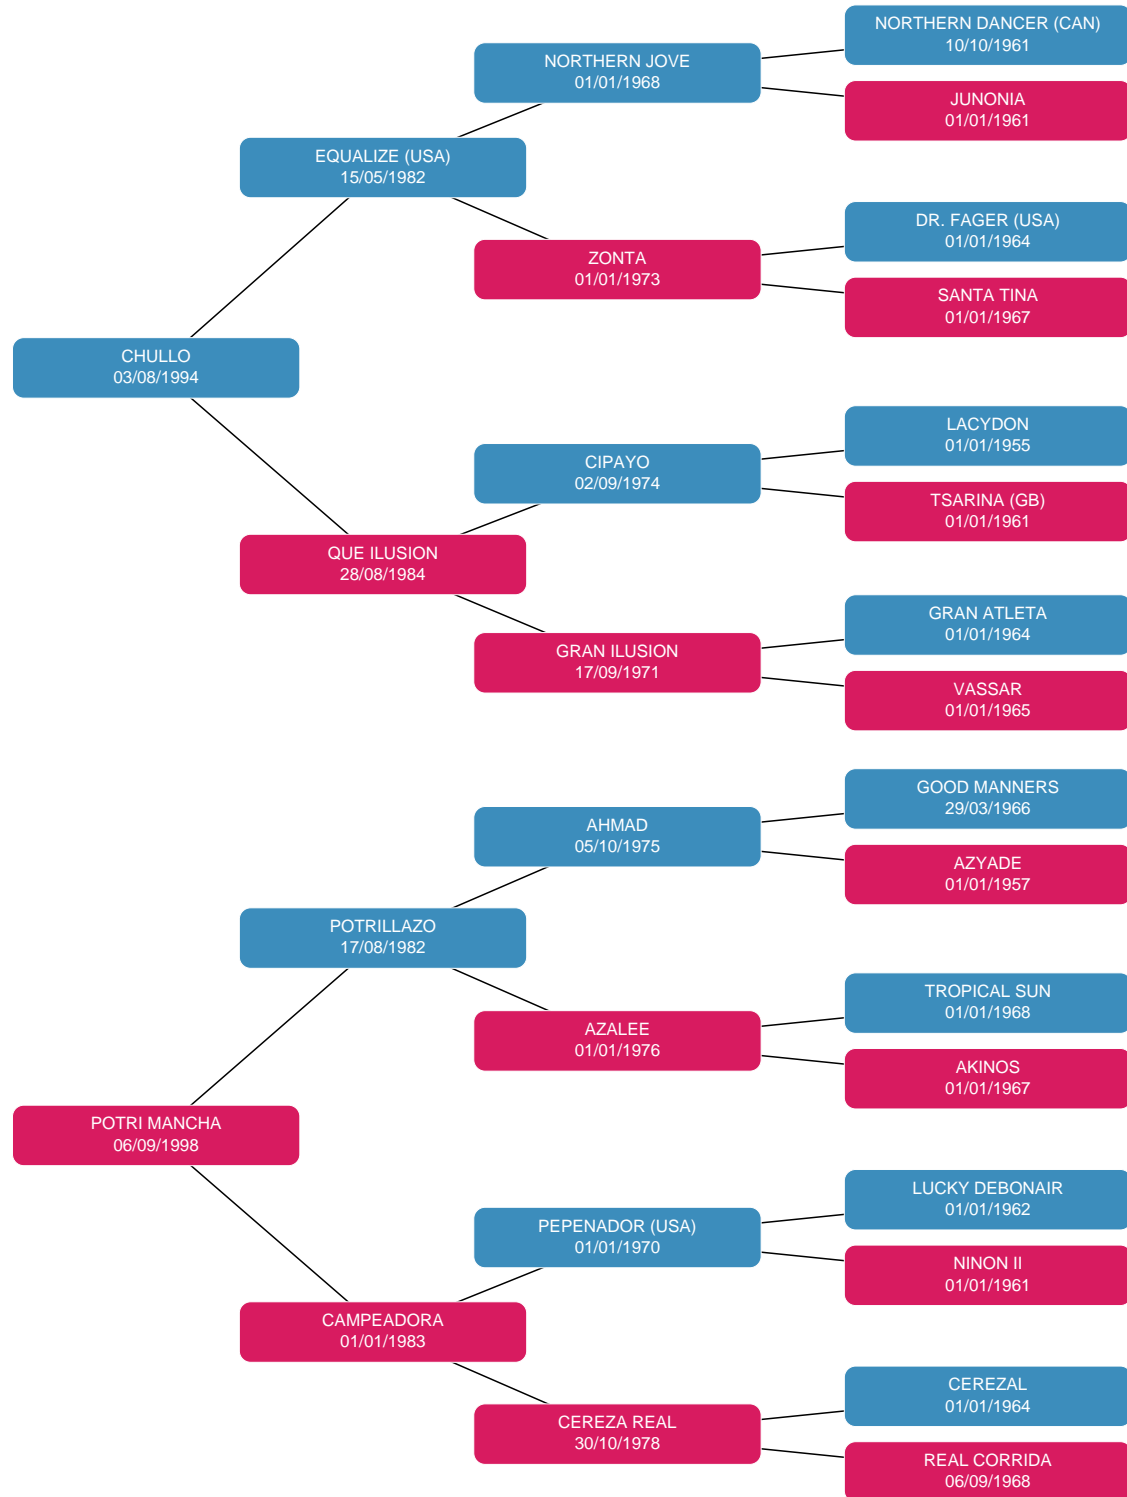 NORTHERN DANCER (CAN)
10/10/1961
NORTHERN JOVE
01/01/1968
JUNONIA
01/01/1961
EQUALIZE (USA)
15/05/1982
DR. FAGER (USA)
01/01/1964
ZONTA
01/01/1973
SANTA TINA
01/01/1967
CHULLO
03/08/1994
LACYDON
01/01/1955
CIPAYO
02/09/1974
TSARINA (GB)
01/01/1961
QUE ILUSION
28/08/1984
GRAN ATLETA
01/01/1964
GRAN ILUSION
17/09/1971
VASSAR
01/01/1965
GOOD MANNERS
29/03/1966
AHMAD
05/10/1975
AZYADE
01/01/1957
POTRILLAZO
17/08/1982
TROPICAL SUN
01/01/1968
AZALEE
01/01/1976
AKINOS
01/01/1967
POTRI MANCHA
06/09/1998
LUCKY DEBONAIR
01/01/1962
PEPENADOR (USA)
01/01/1970
NINON II
01/01/1961
CAMPEADORA
01/01/1983
CEREZAL
01/01/1964
CEREZA REAL
30/10/1978
REAL CORRIDA
06/09/1968